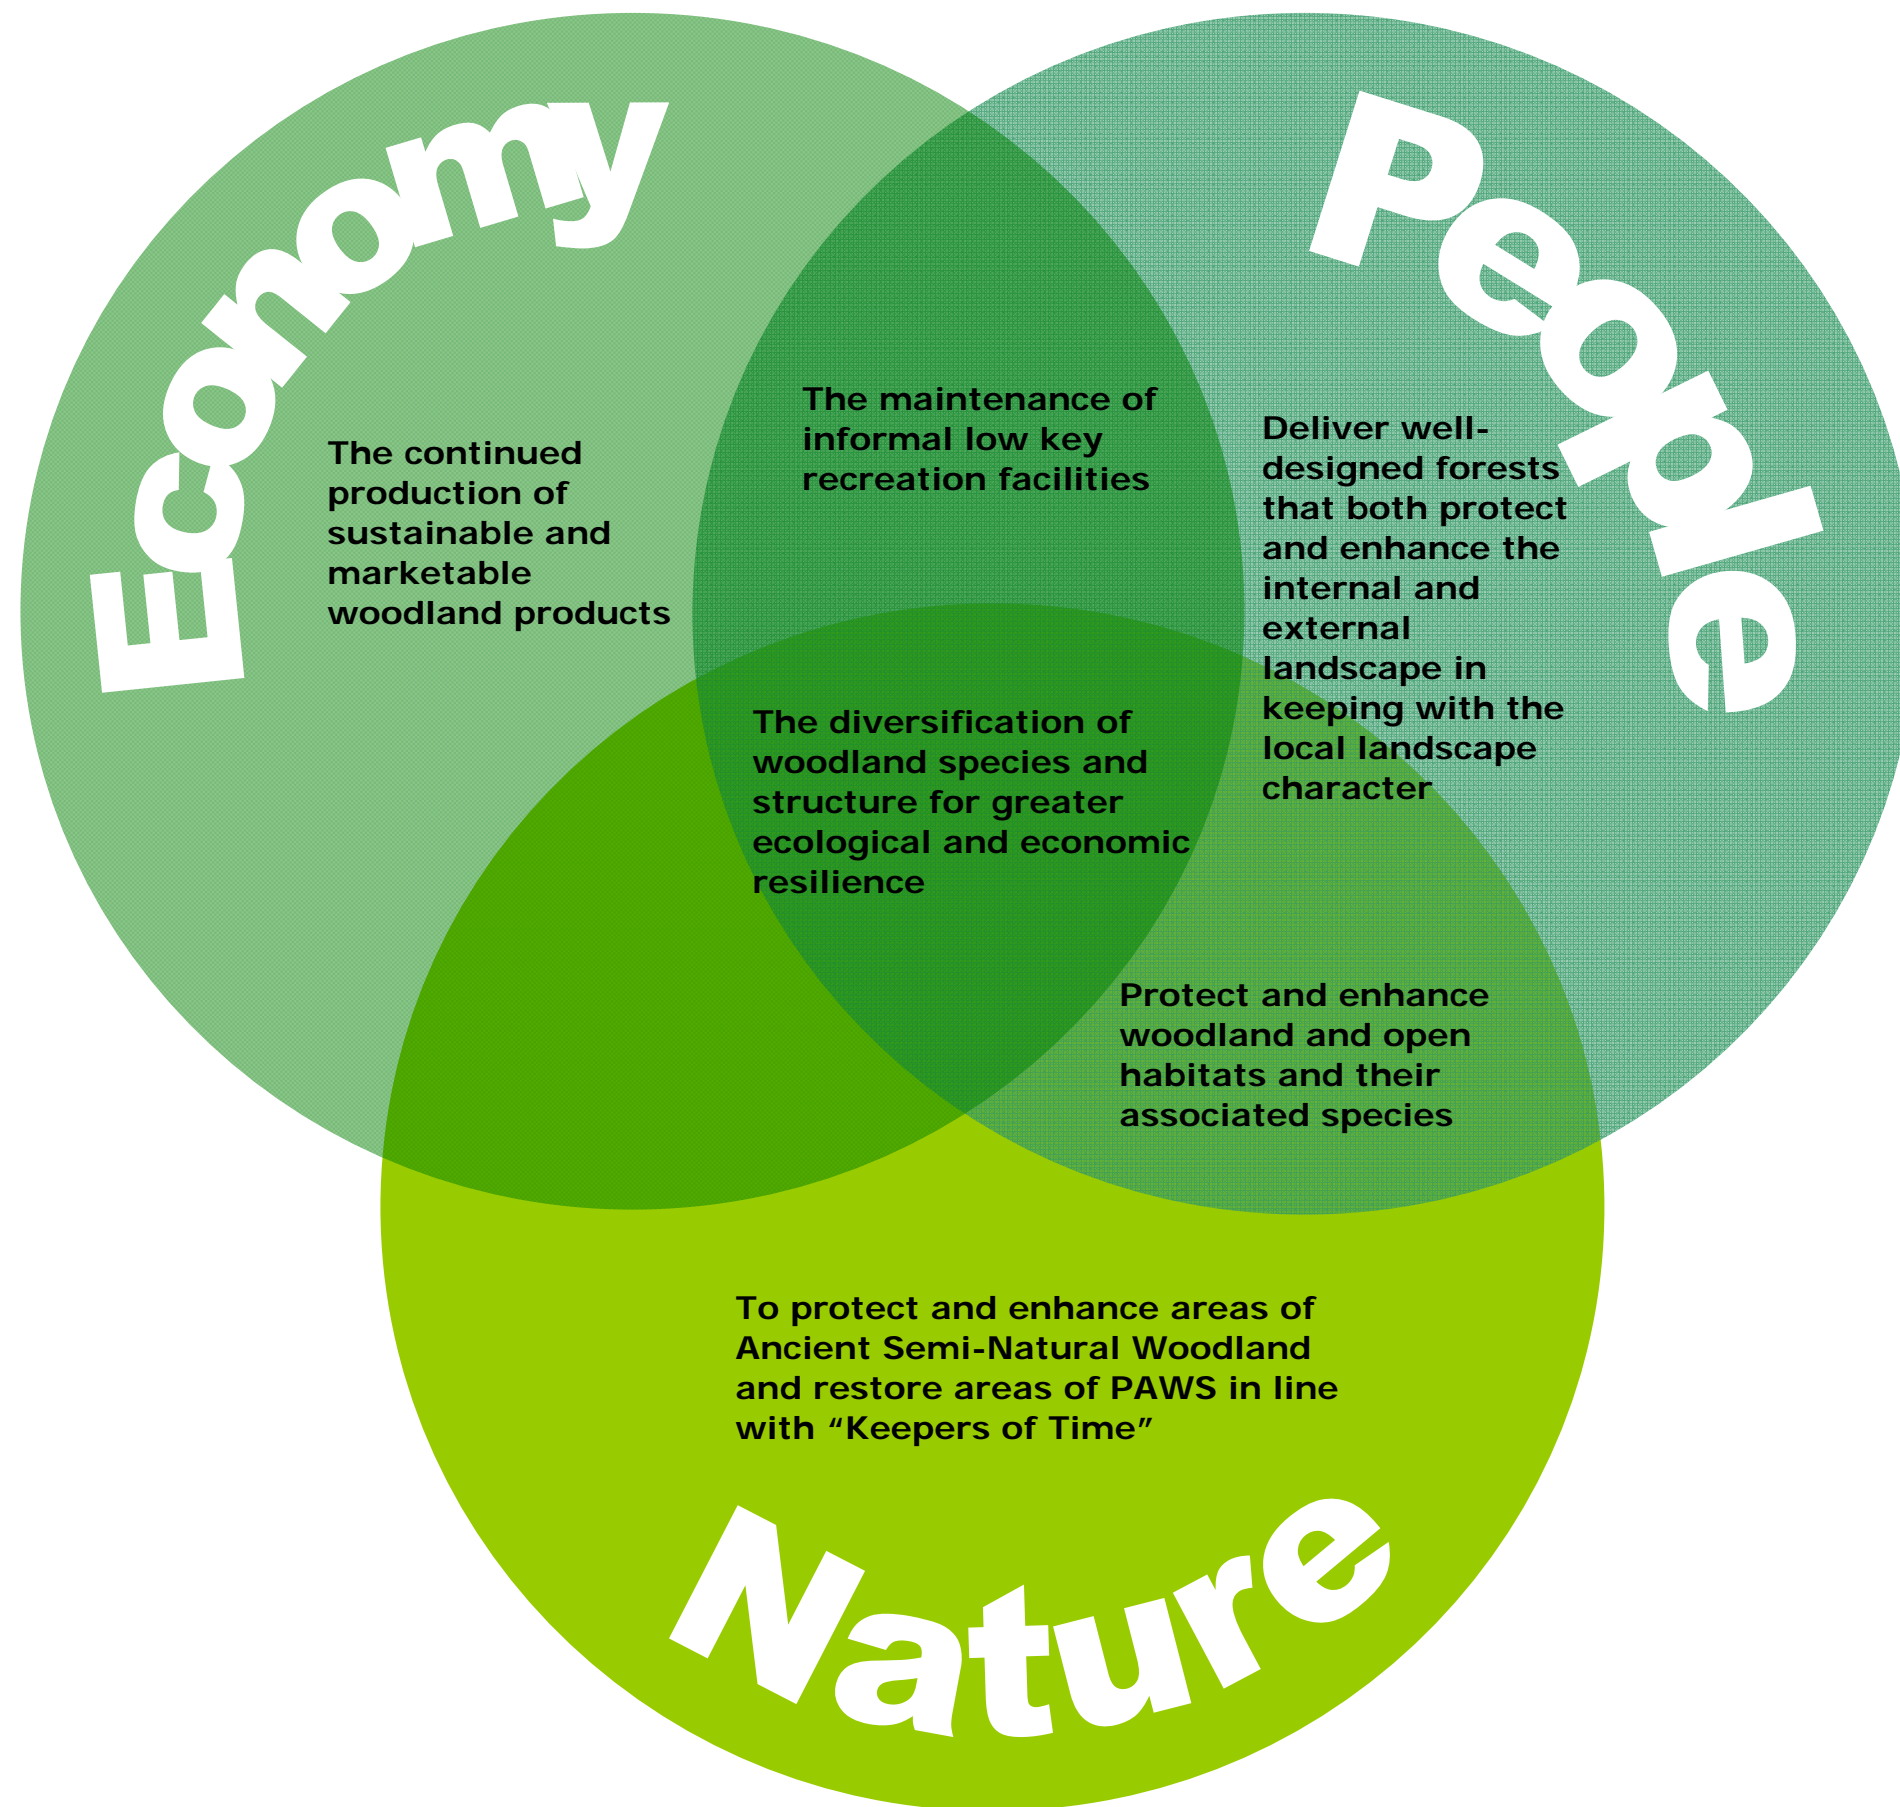 Economy
People
The continued
production of
sustainable and
marketable
woodland products
The maintenance of
informal low key
recreation facilities
Deliver well-
designed forests
that both protect
and enhance the
internal and
external
landscape in
keeping with the
local landscape
character
The diversification of
woodland species and
structure for greater
ecological and economic
resilience
Protect and enhance
woodland and open
habitats and their
associated species
To protect and enhance areas of
Ancient Semi-Natural Woodland
and restore areas of PAWS in line
with “Keepers of Time”
Nature